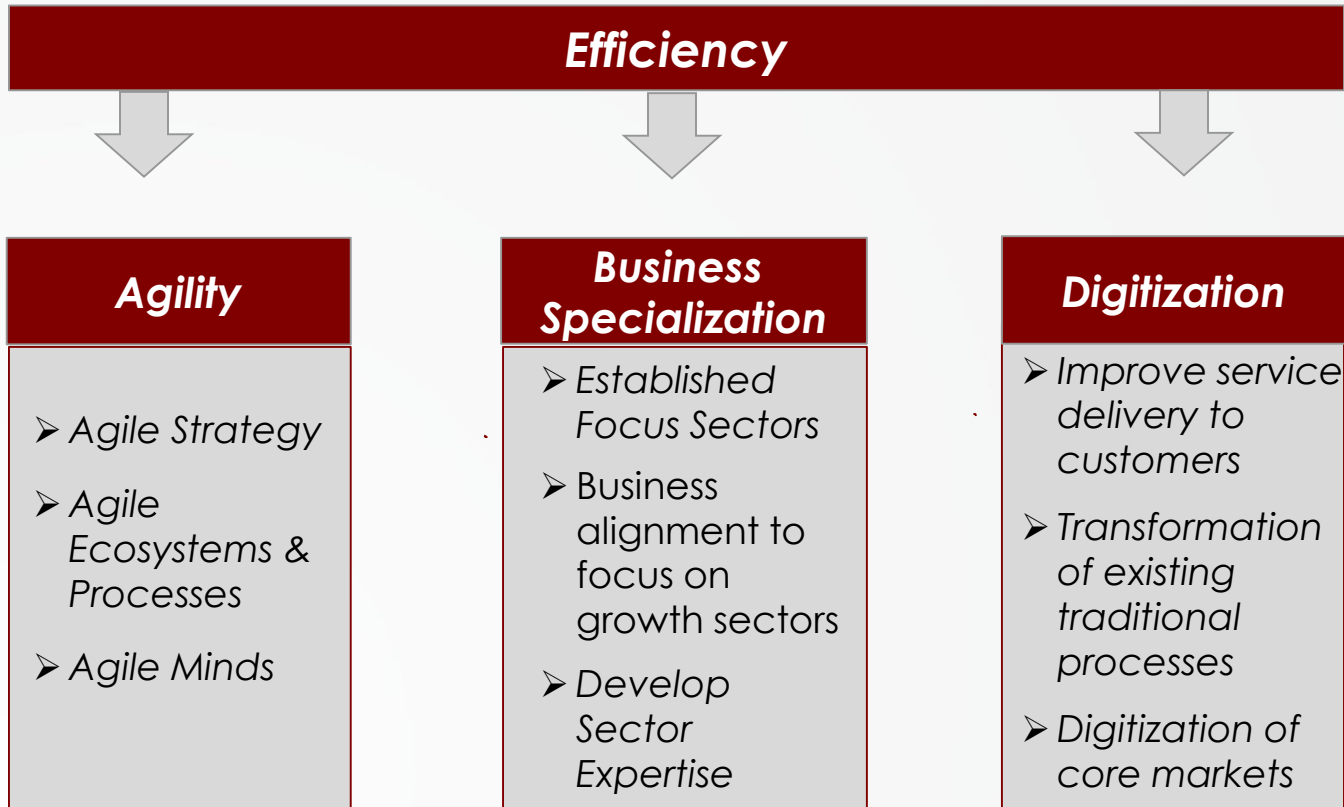 Efficiency
Agility
➢ Agile Strategy
➢ Agile
Ecosystems &
Processes
➢ Agile Minds
Business
Specialization
➢ Established
Focus Sectors
➢ Business
alignment to
focus on
growth sectors
➢ Develop
Sector
Expertise
Digitization
➢ Improve service
delivery to
customers
➢ Transformation
of existing
traditional
processes
➢ Digitization of
core markets